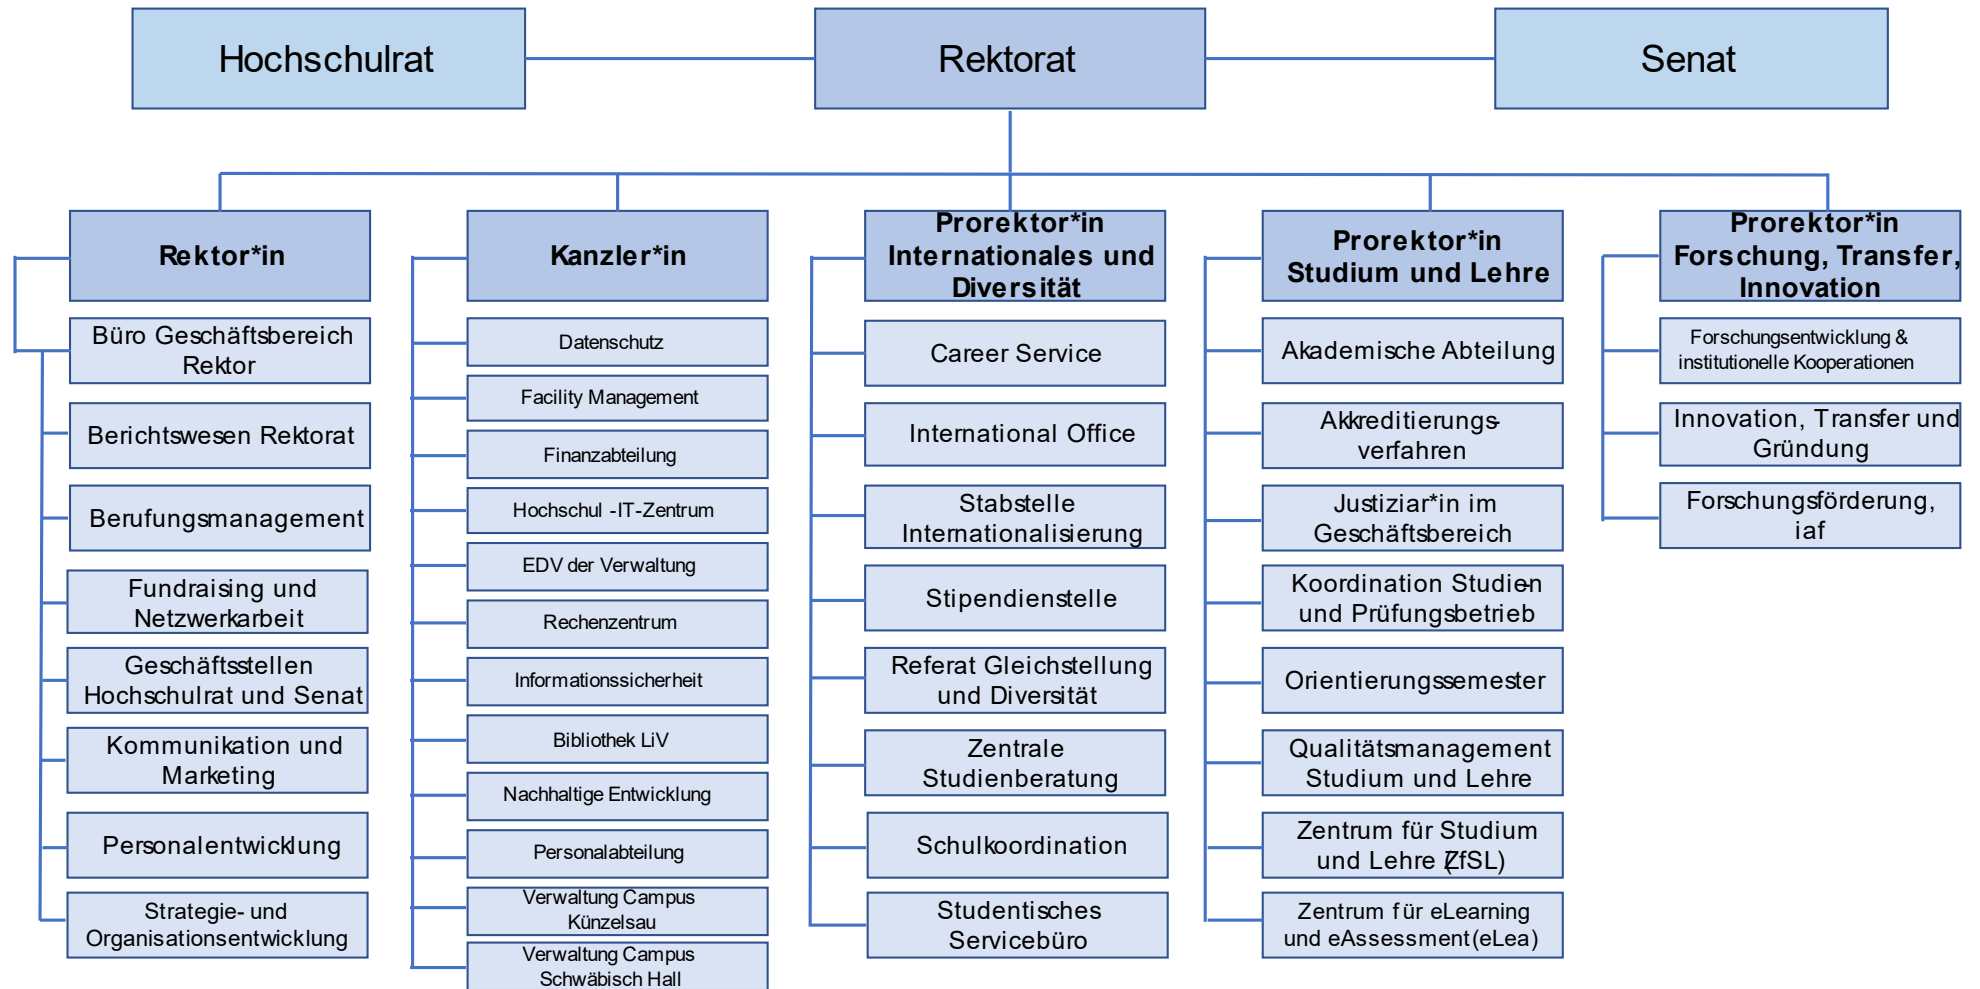 Hochschulrat
Rektorat
Senat
Rektor*in
Büro Geschäftsbereich
Rektor
Berichtswesen Rektorat
Berufungsmanagement
Fundraising und
Netzwerkarbeit
Geschäftsstellen
Hochschulrat und Senat
Kommunikation und
Marketing
Personalentwicklung
Strategie- und
Organisationsentwicklung
Kanzler*in
Datenschutz
Facility Management
Finanzabteilung
Hochschul -IT-Zentrum
EDV der Verwaltung
Rechenzentrum
Informationssicherheit
Bibliothek LiV
Nachhaltige Entwicklung
Personalabteilung
Verwaltung Campus
Künzelsau
Verwaltung Campus
Schwäbisch Hall
Prorektor*in
Internationales und
Diversität
Career Service
International Office
Stabstelle
Internationalisierung
Stipendienstelle
Referat Gleichstellung
und Diversität
Zentrale
Studienberatung
Schulkoordination
Studentisches
Servicebüro
Prorektor*in
Studium und Lehre
Akademische Abteilung
Akkreditierungs-
verfahren
Justiziar*in im
Geschäftsbereich
Koordination Studien-
und Prüfungsbetrieb
Orientierungssemester
Qualitätsmanagement
Studium und Lehre
Zentrum für Studium
und Lehre (ZfSL)
Zentrum für eLearning
und eAssessment (eLea)
Prorektor*in
Forschung, Transfer,
Innovation
Forschungsentwicklung &
institutionelle Kooperationen
Innovation, Transfer und
Gründung
Forschungsförderung,
iaf